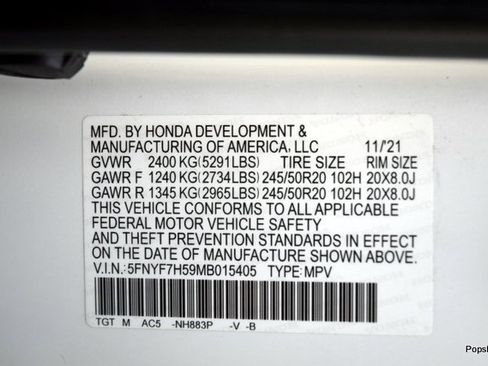 MFD. BY HONDA DEVELOPMENT &
MANUFACTURING OF AMERICA, LLC 11/'21
GVWR 2400 KG(5291LBS) TIRE SIZE RIM SIZE
GAWR F 1240 KG(2734LBS) 245/50R20 102H 20X8.0J
GAWR R 1345 KG(2965LBS) 245/50R20 102H 20X8.0J
THIS VEHICLE CONFORMS TO ALL APPLICABLE
FEDERAL MOTOR VEHICLE SAFETY
AND THEFT PREVENTION STANDARDS IN EFFECT
ON THE DATE OF MANUFACTURE SHOWN ABOVE.
V.I.N.: 5FNYF7H59MB015405 TYPE: MPV
TGT M AC5 -NH883P -V -B